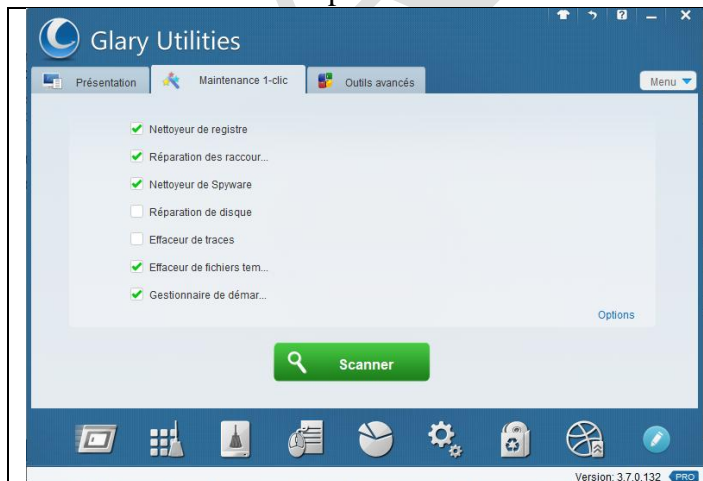 Glary Utilities
Présentation
Maintenance 1-clic
Outils avancés
Menu
Nettoyeur de registre
Réparation des raccour...
Nettoyeur de Spyware
Réparation de disque
Effaceur de traces
Effaceur de fichiers tem...
Gestionnaire de démar...
Options
Scanner
Version: 3.7.0.132 PRO